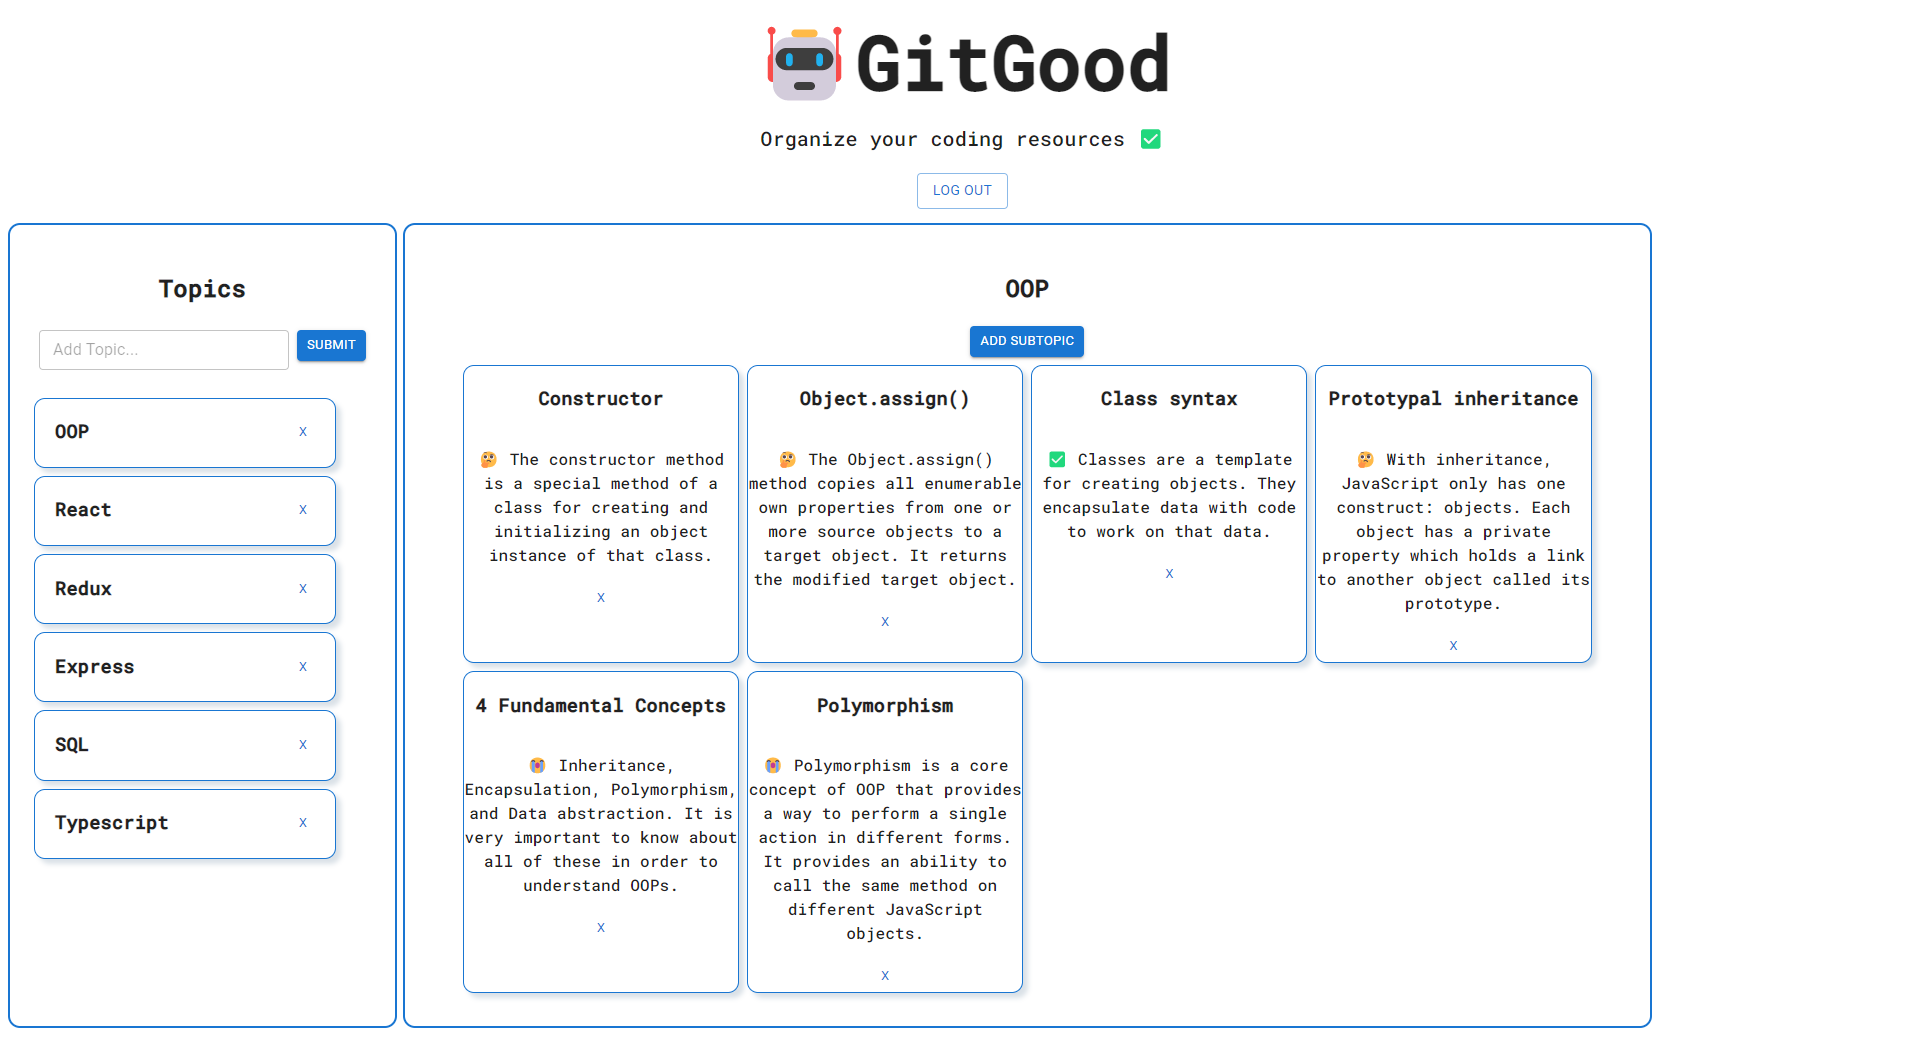 GitGood
Organize your coding resources ✅
LOG OUT
Topics
Add Topic...
SUBMIT
OOP X
React X
Redux X
Express X
SQL X
Typescript X
OOP
ADD SUBTOPIC
Constructor
🤔 The constructor method
is a special method of a
class for creating and
initializing an object
instance of that class.
X
Object.assign()
🤔 The Object.assign()
method copies all enumerable
own properties from one or
more source objects to a
target object. It returns
the modified target object.
X
Class syntax
✅ Classes are a template
for creating objects. They
encapsulate data with code
to work on that data.
X
Prototypal inheritance
🤔 With inheritance,
JavaScript only has one
construct: objects. Each
object has a private
property which holds a link
to another object called its
prototype.
X
4 Fundamental Concepts
😭 Inheritance,
Encapsulation, Polymorphism,
and Data abstraction. It is
very important to know about
all of these in order to
understand OOPs.
X
Polymorphism
😭 Polymorphism is a core
concept of OOP that provides
a way to perform a single
action in different forms.
It provides an ability to
call the same method on
different JavaScript
objects.
X